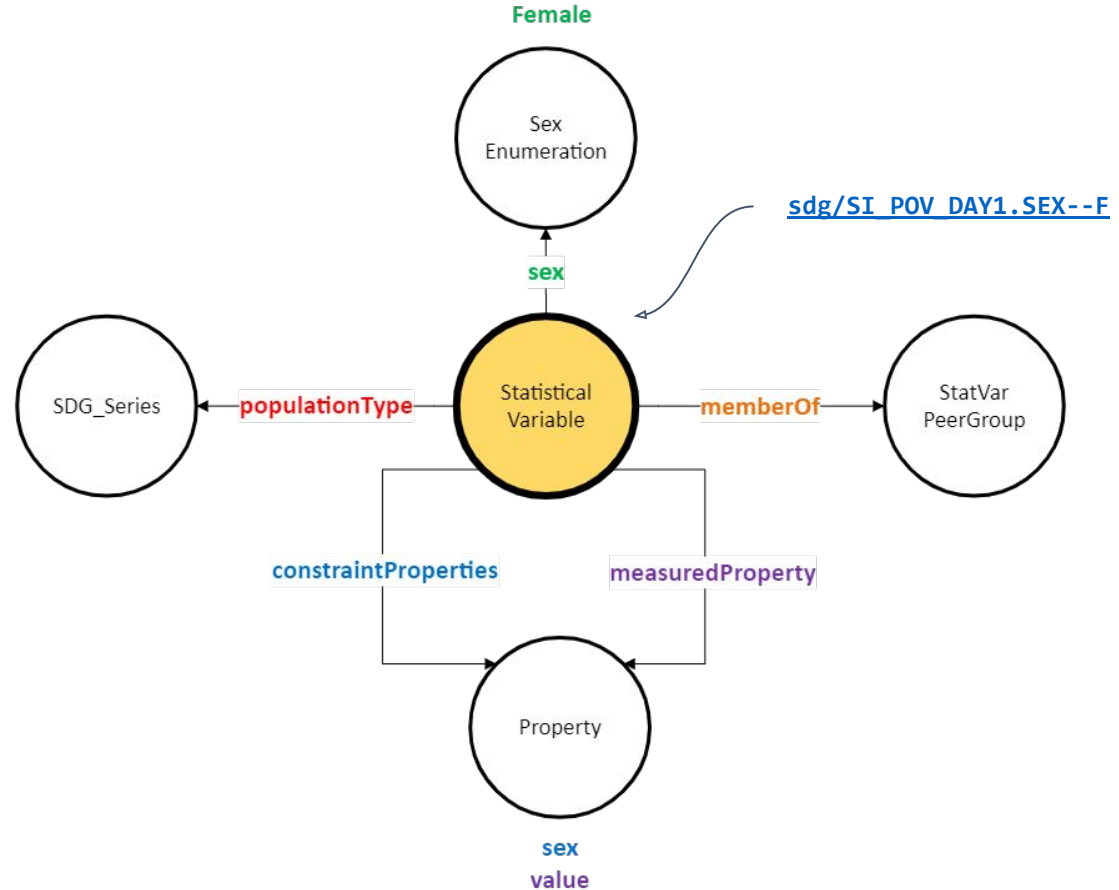 Female
Sex
Enumeration
sdg/SI_POV_DAY1.SEX--F
sex
SDG_Series
populationType
Statistical
Variable
memberOf
StatVar
PeerGroup
constraintProperties
measuredProperty
Property
sex
value